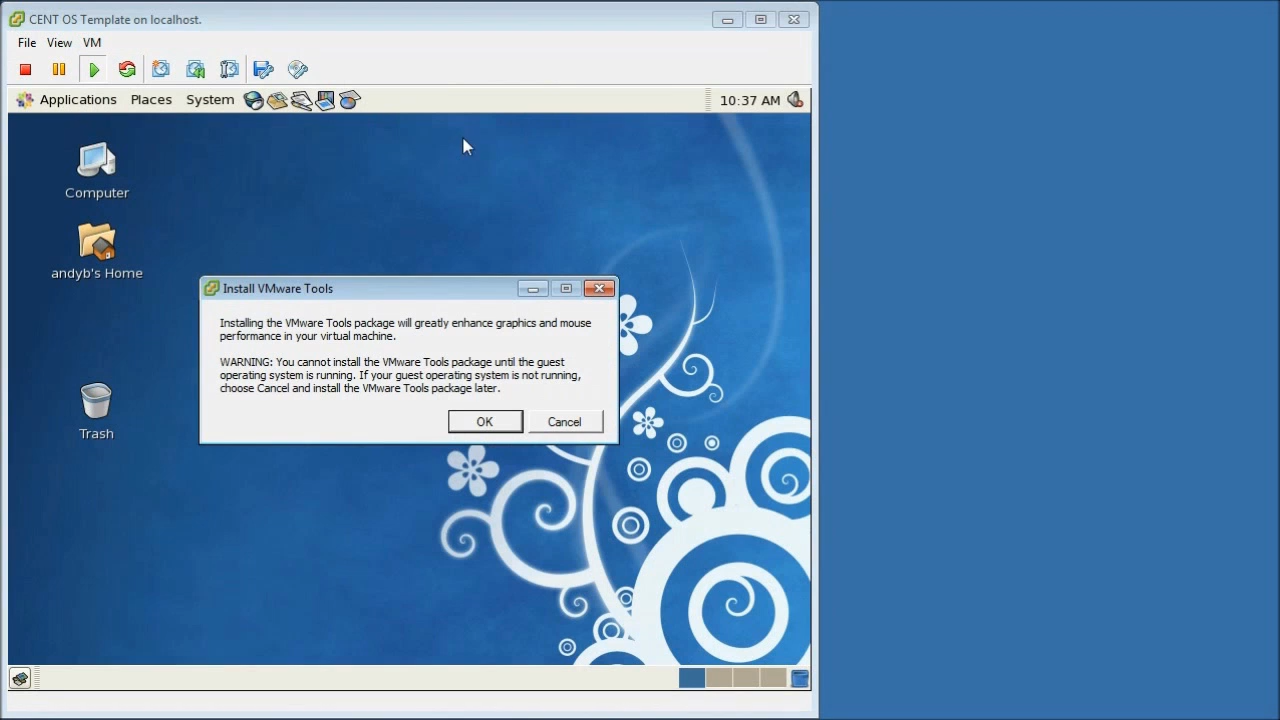 CENT OS Template on localhost.
File View VM
Applications Places System 10:37 AM
Computer
andyb's Home
Install VMware Tools
Installing the VMware Tools package will greatly enhance graphics and mouse
performance in your virtual machine.
WARNING: You cannot install the VMware Tools package until the guest
operating system is running. If your guest operating system is not running,
choose Cancel and install the VMware Tools package later.
OK Cancel
Trash